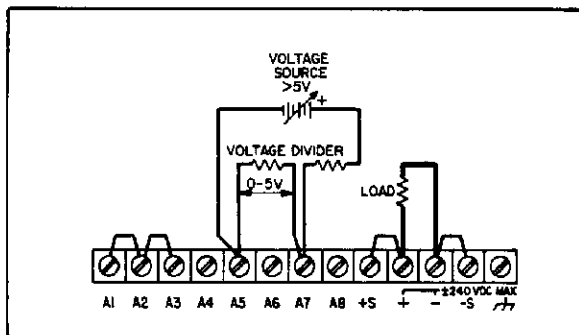 VOLTAGE
SOURCE
>5V
+
VOLTAGE DIVIDER
0-5V
LOAD
A1 A2 A3 A4 A5 A6 A7 A8 +S + - -S
±240 VDC MAX